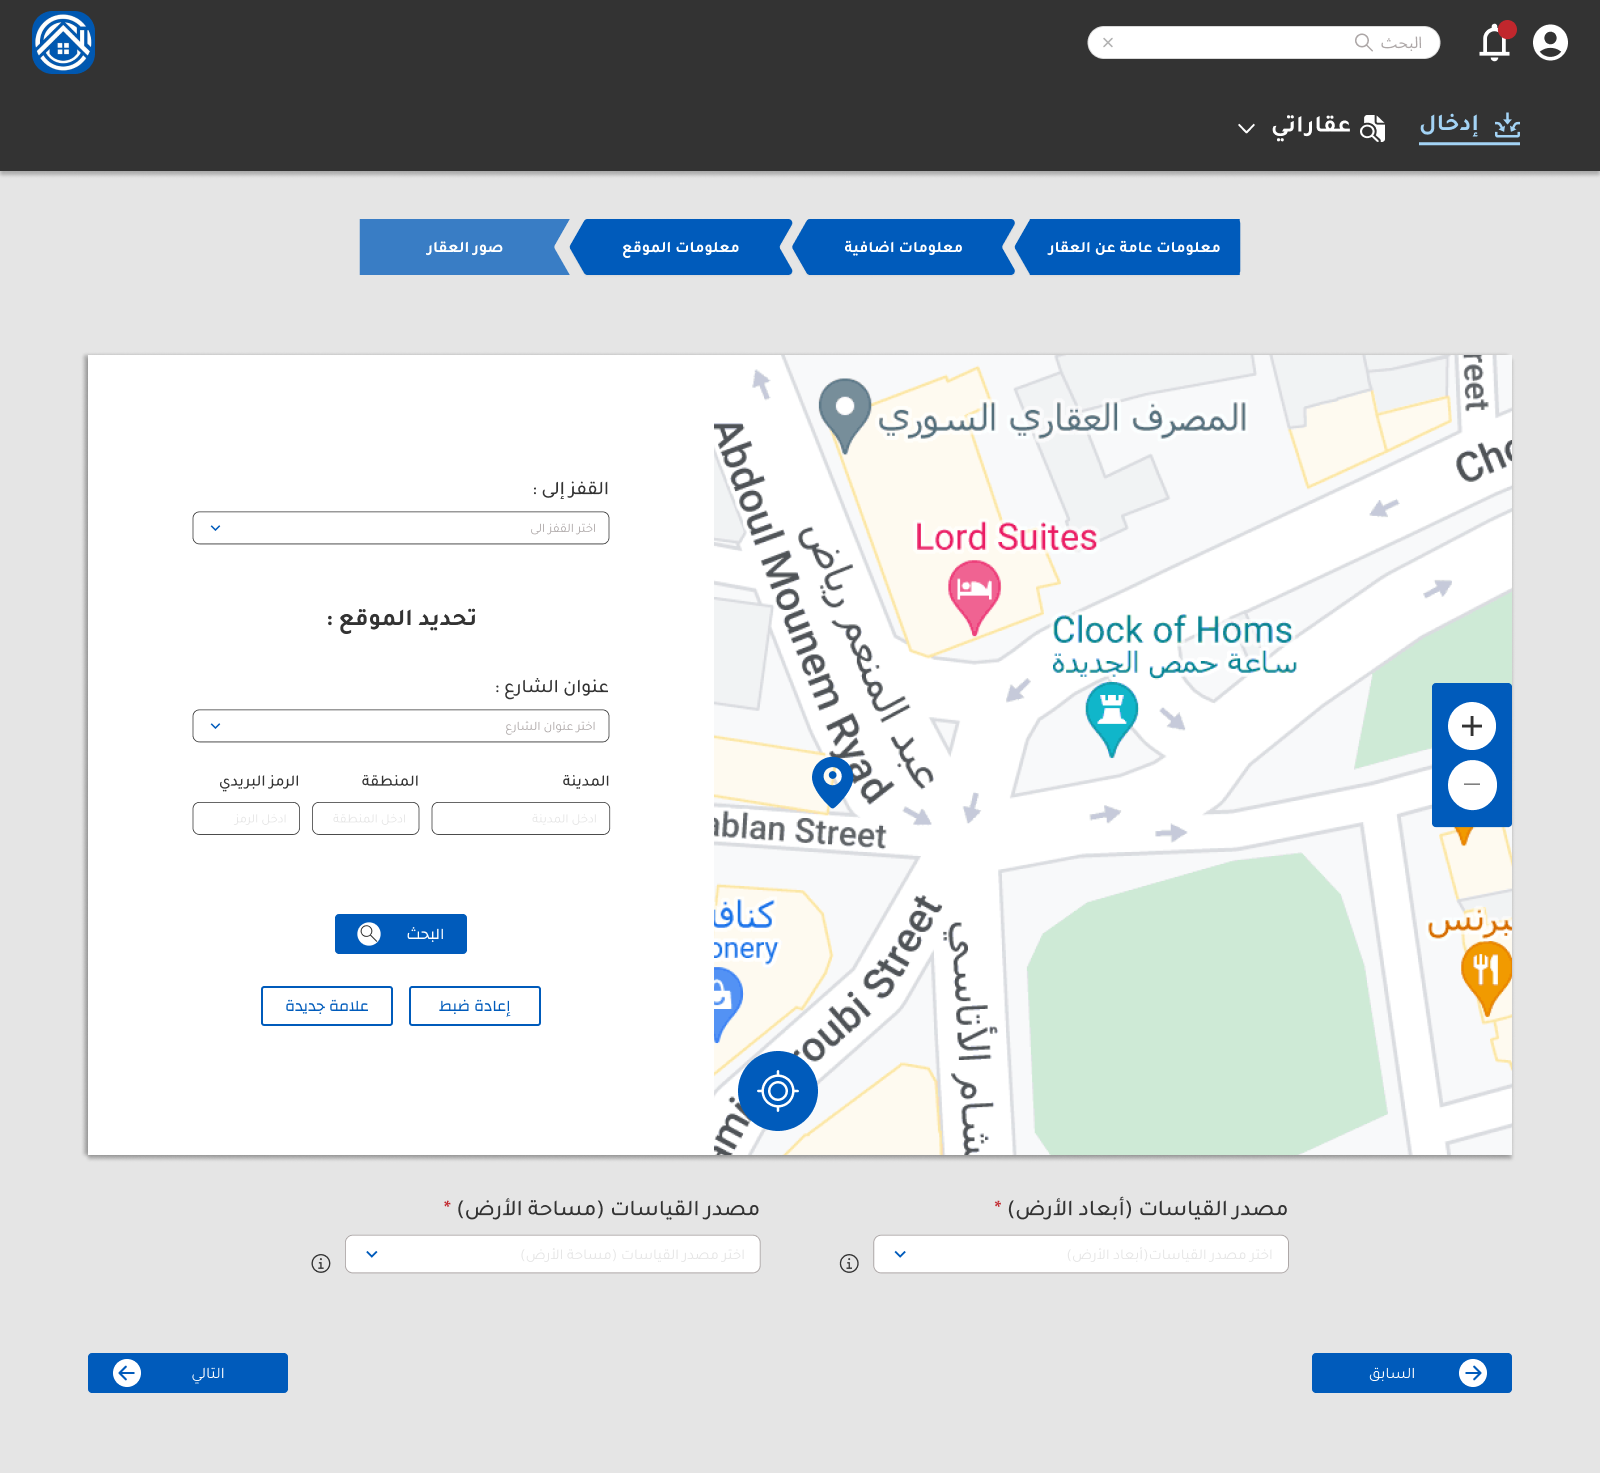 البحث
إدخال
عقاراتي
معلومات عامة عن العقار
معلومات اضافية
معلومات الموقع
صور العقار
المصرف العقاري السوري
reet
Cho
Abdoul Mounem Ryad
عبد المنعم رياض
Lord Suites
Clock of Homs
ساعة حمص الجديدة
ablan Street
كنافة
onery
roubi Street
ami
شام الأتاسي
برنس
القفز إلى :
اختر القفز الى
تحديد الموقع :
عنوان الشارع :
اختر عنوان الشارع
المدينة
المنطقة
الرمز البريدي
ادخل المدينة
ادخل المنطقة
ادخل الرمز
البحث
إعادة ضبط
علامة جديدة
مصدر القياسات (أبعاد الأرض) *
اختر مصدر القياسات(أبعاد الأرض)
مصدر القياسات (مساحة الأرض) *
اختر مصدر القياسات (مساحة الأرض)
السابق
التالي